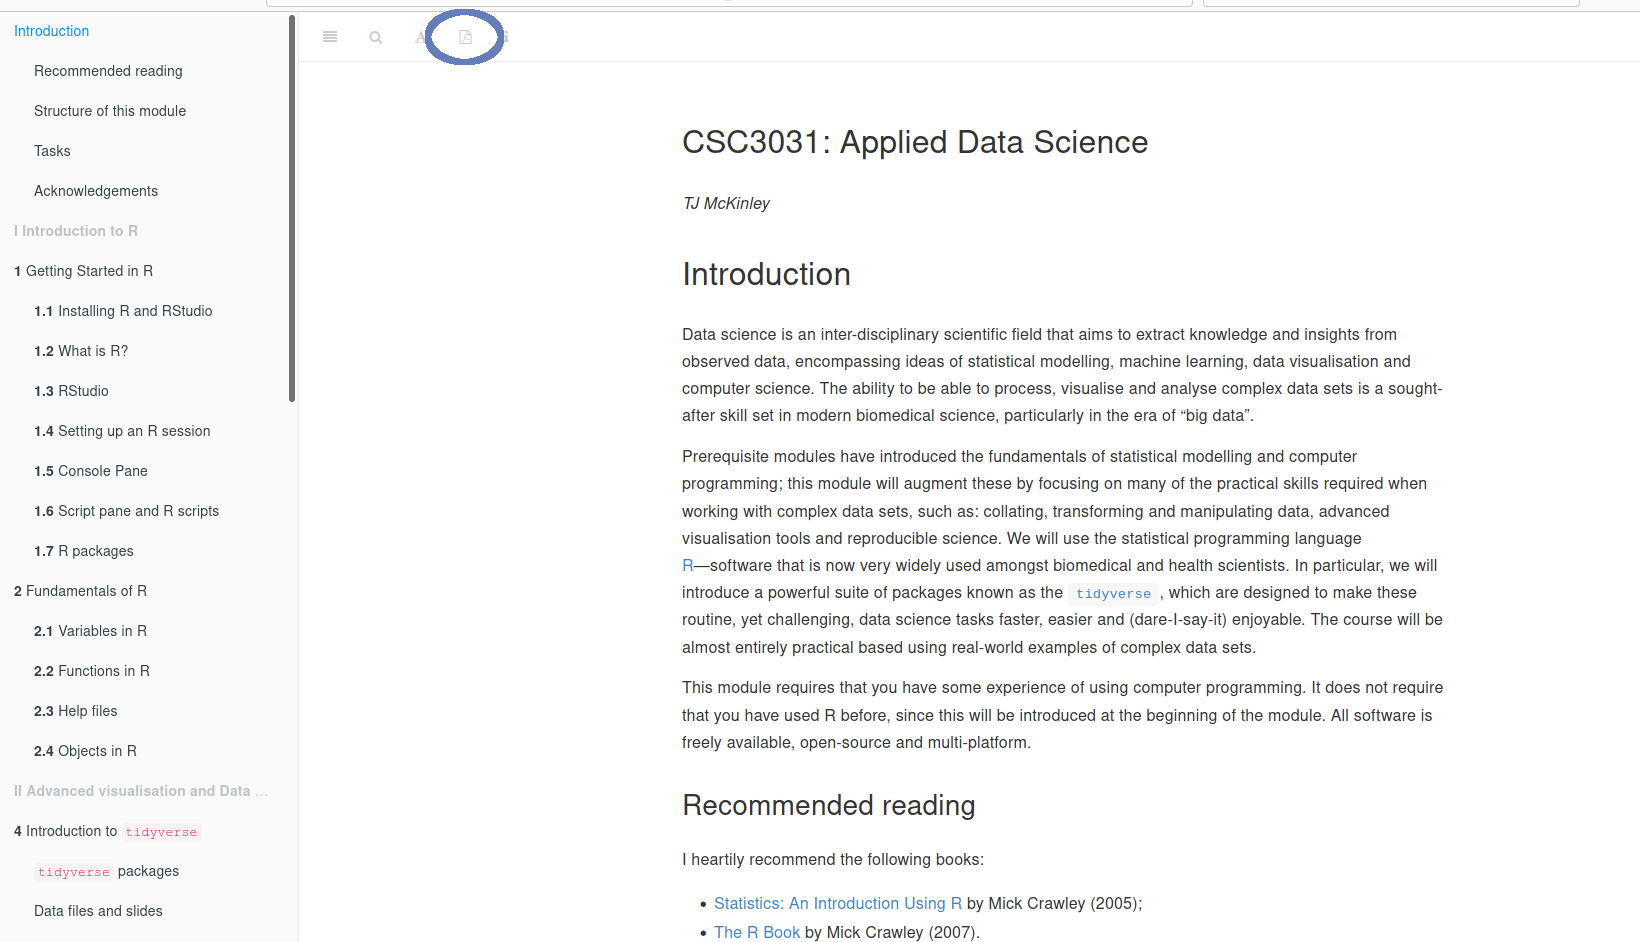 Introduction
Recommended reading
Structure of this module
Tasks
Acknowledgements
I Introduction to R
1 Getting Started in R
1.1 Installing R and RStudio
1.2 What is R?
1.3 RStudio
1.4 Setting up an R session
1.5 Console Pane
1.6 Script pane and R scripts
1.7 R packages
2 Fundamentals of R
2.1 Variables in R
2.2 Functions in R
2.3 Help files
2.4 Objects in R
II Advanced visualisation and Data ...
4 Introduction to tidyverse
tidyverse packages
Data files and slides
A
CSC3031: Applied Data Science
TJ McKinley
Introduction
Data science is an inter-disciplinary scientific field that aims to extract knowledge and insights from
observed data, encompassing ideas of statistical modelling, machine learning, data visualisation and
computer science. The ability to be able to process, visualise and analyse complex data sets is a sought-
after skill set in modern biomedical science, particularly in the era of “big data”.
Prerequisite modules have introduced the fundamentals of statistical modelling and computer
programming; this module will augment these by focusing on many of the practical skills required when
working with complex data sets, such as: collating, transforming and manipulating data, advanced
visualisation tools and reproducible science. We will use the statistical programming language
R—software that is now very widely used amongst biomedical and health scientists. In particular, we will
introduce a powerful suite of packages known as the tidyverse, which are designed to make these
routine, yet challenging, data science tasks faster, easier and (dare-I-say-it) enjoyable. The course will be
almost entirely practical based using real-world examples of complex data sets.
This module requires that you have some experience of using computer programming. It does not require
that you have used R before, since this will be introduced at the beginning of the module. All software is
freely available, open-source and multi-platform.
Recommended reading
I heartily recommend the following books:
• Statistics: An Introduction Using R by Mick Crawley (2005);
• The R Book by Mick Crawley (2007).